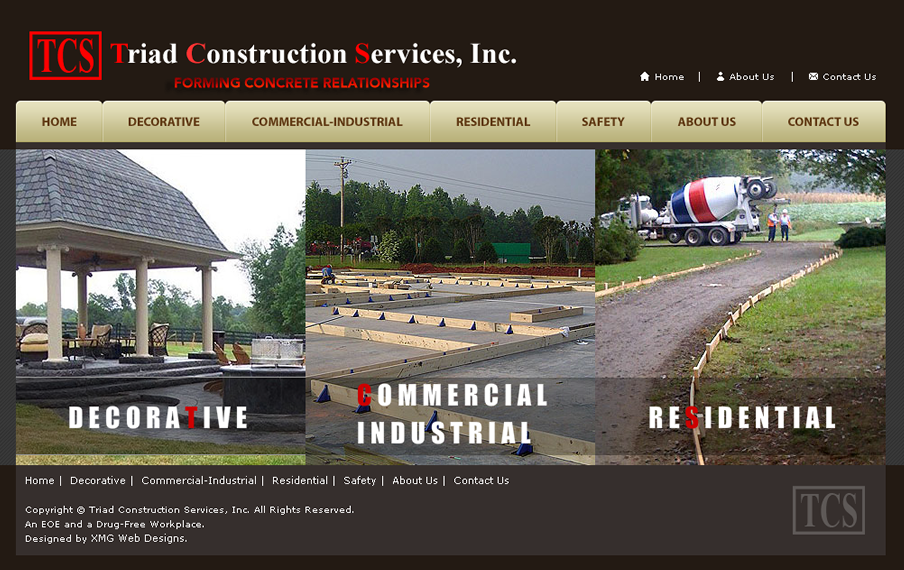 TCS Triad Construction Services, Inc.
FORMING CONCRETE RELATIONSHIPS
Home | About Us | Contact Us
HOME DECORATIVE COMMERCIAL-INDUSTRIAL RESIDENTIAL SAFETY ABOUT US CONTACT US
DECORATIVE
COMMERCIAL
INDUSTRIAL
RESIDENTIAL
Home | Decorative | Commercial-Industrial | Residential | Safety | About Us | Contact Us
Copyright © Triad Construction Services, Inc. All Rights Reserved.
An EOE and a Drug-Free Workplace.
Designed by XMG Web Designs.
TCS